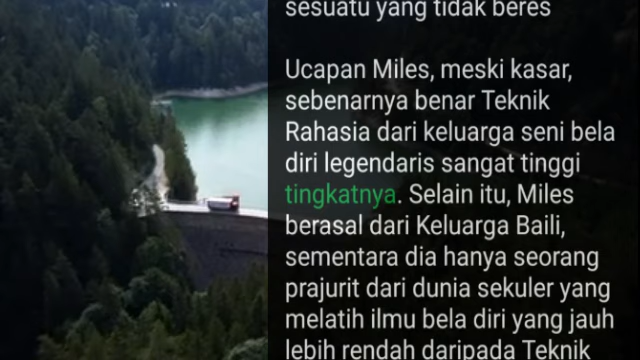 sesuatu yang tidak beres
Ucapan Miles, meski kasar,
sebenarnya benar Teknik
Rahasia dari keluarga seni bela
diri legendaris sangat tinggi
tingkatnya. Selain itu, Miles
berasal dari Keluarga Baili,
sementara dia hanya seorang
prajurit dari dunia sekuler yang
melatih ilmu bela diri yang jauh
lebih rendah daripada Teknik